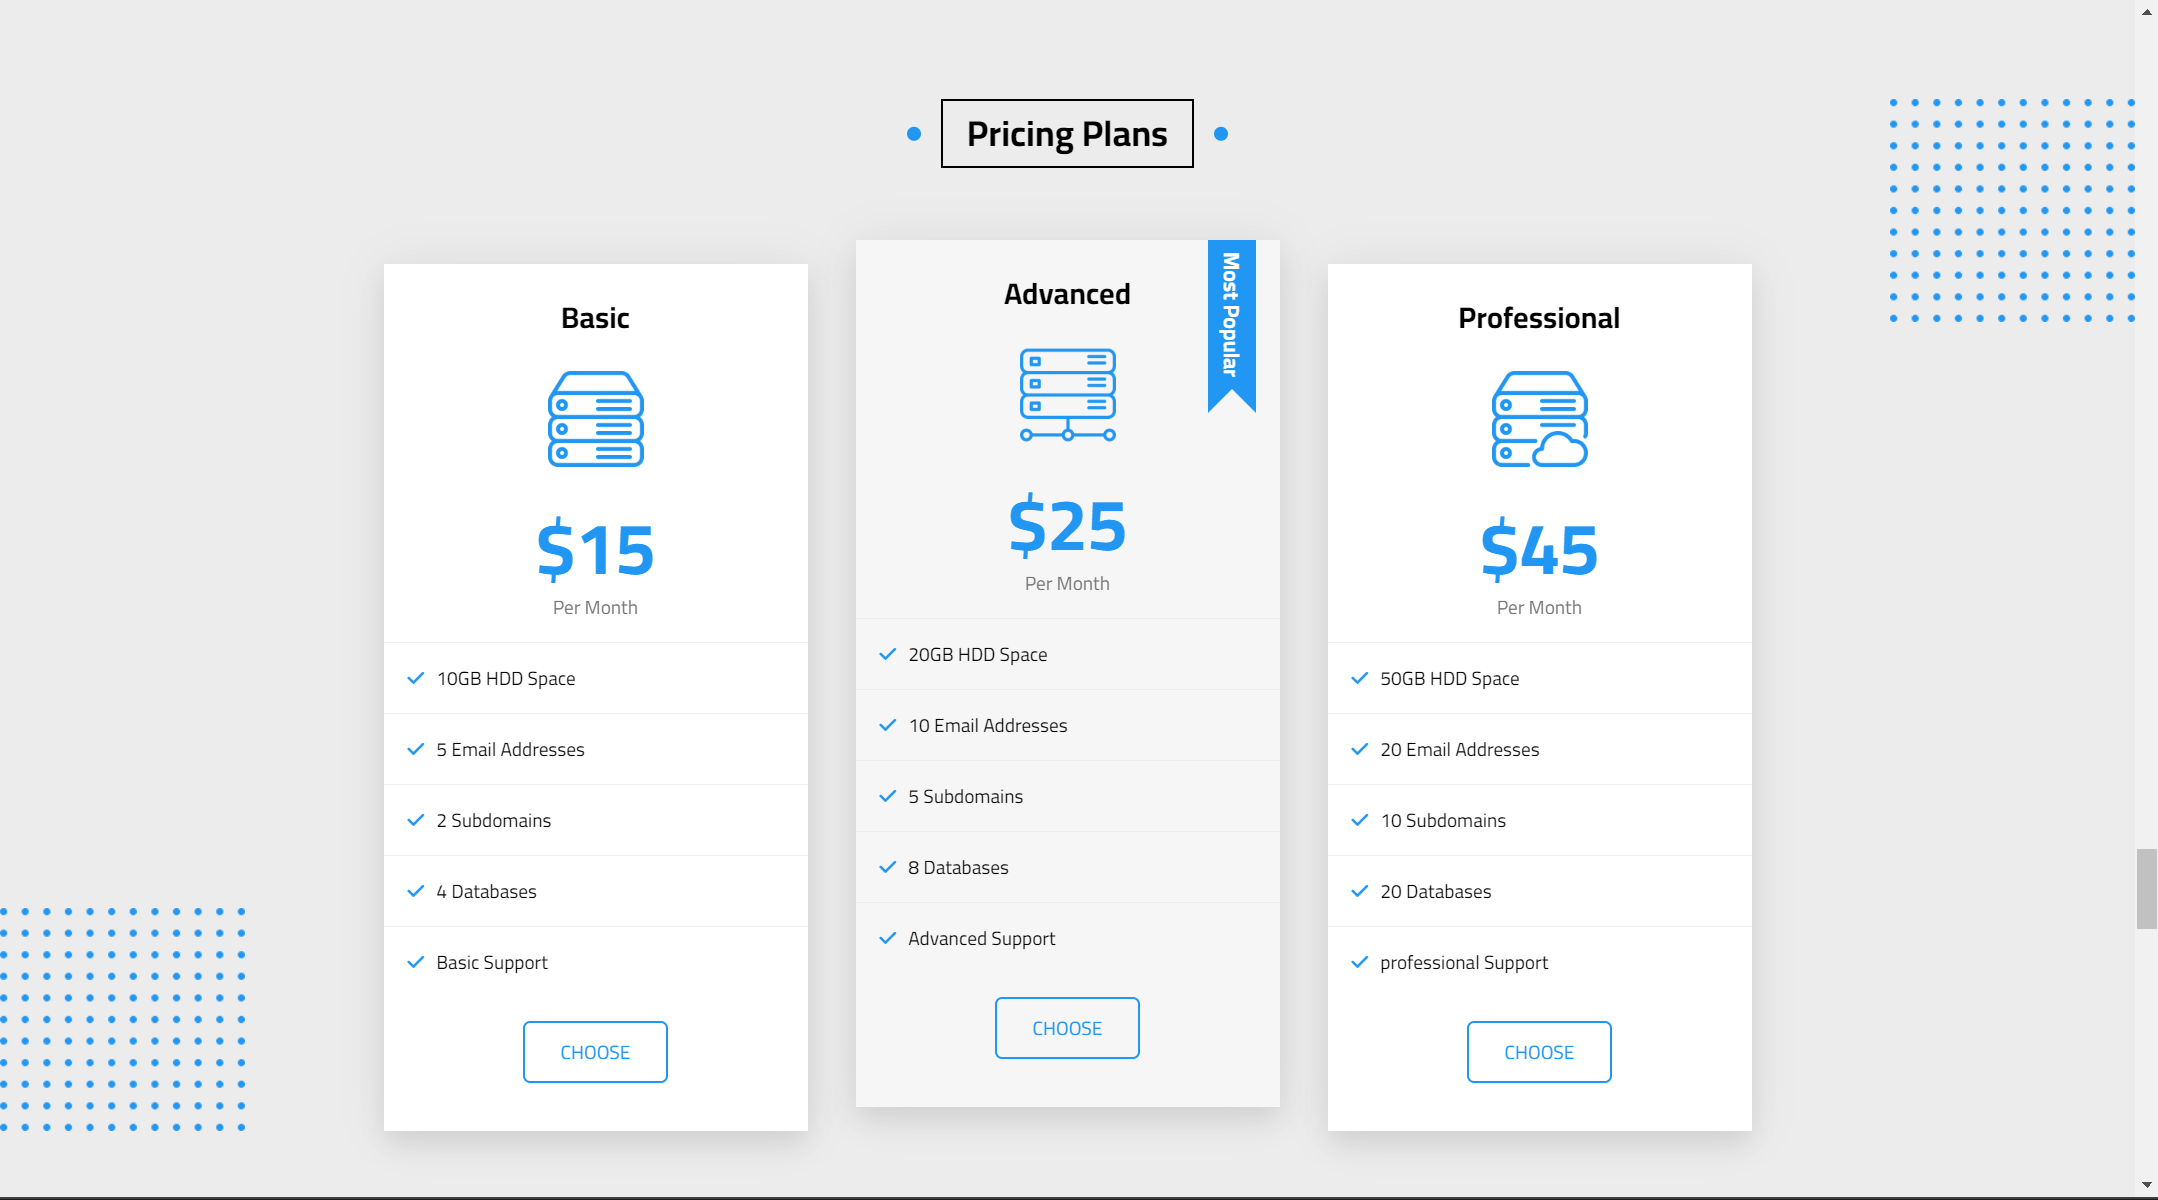 Pricing Plans
Basic
$15
Per Month
10GB HDD Space
5 Email Addresses
2 Subdomains
4 Databases
Basic Support
CHOOSE
Advanced
Most Popular
$25
Per Month
20GB HDD Space
10 Email Addresses
5 Subdomains
8 Databases
Advanced Support
CHOOSE
Professional
$45
Per Month
50GB HDD Space
20 Email Addresses
10 Subdomains
20 Databases
professional Support
CHOOSE